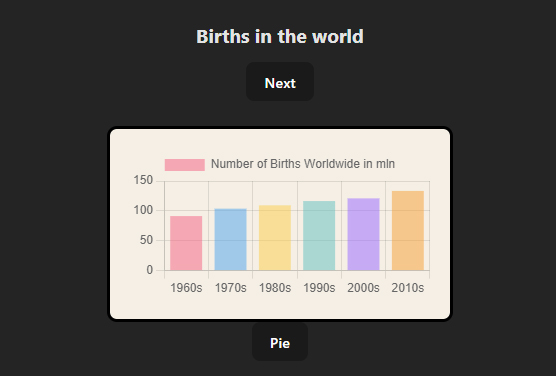 Births in the world
Next
Number of Births Worldwide in mln
150
100
50
0
1960s 1970s 1980s 1990s 2000s 2010s
Pie